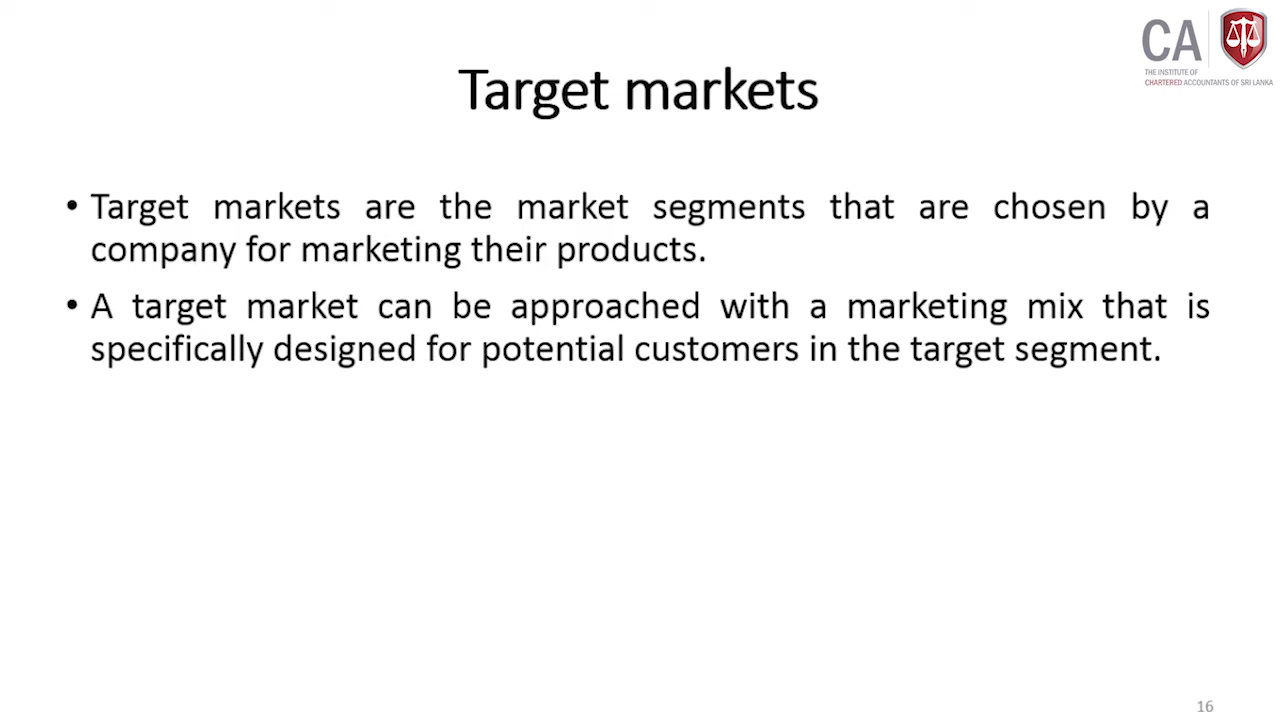 CA
THE INSTITUTE OF
CHARTERED ACCOUNTANTS OF SRI LANKA
Target markets
• Target markets are the market segments that are chosen by a
company for marketing their products.
• A target market can be approached with a marketing mix that is
specifically designed for potential customers in the target segment.
16